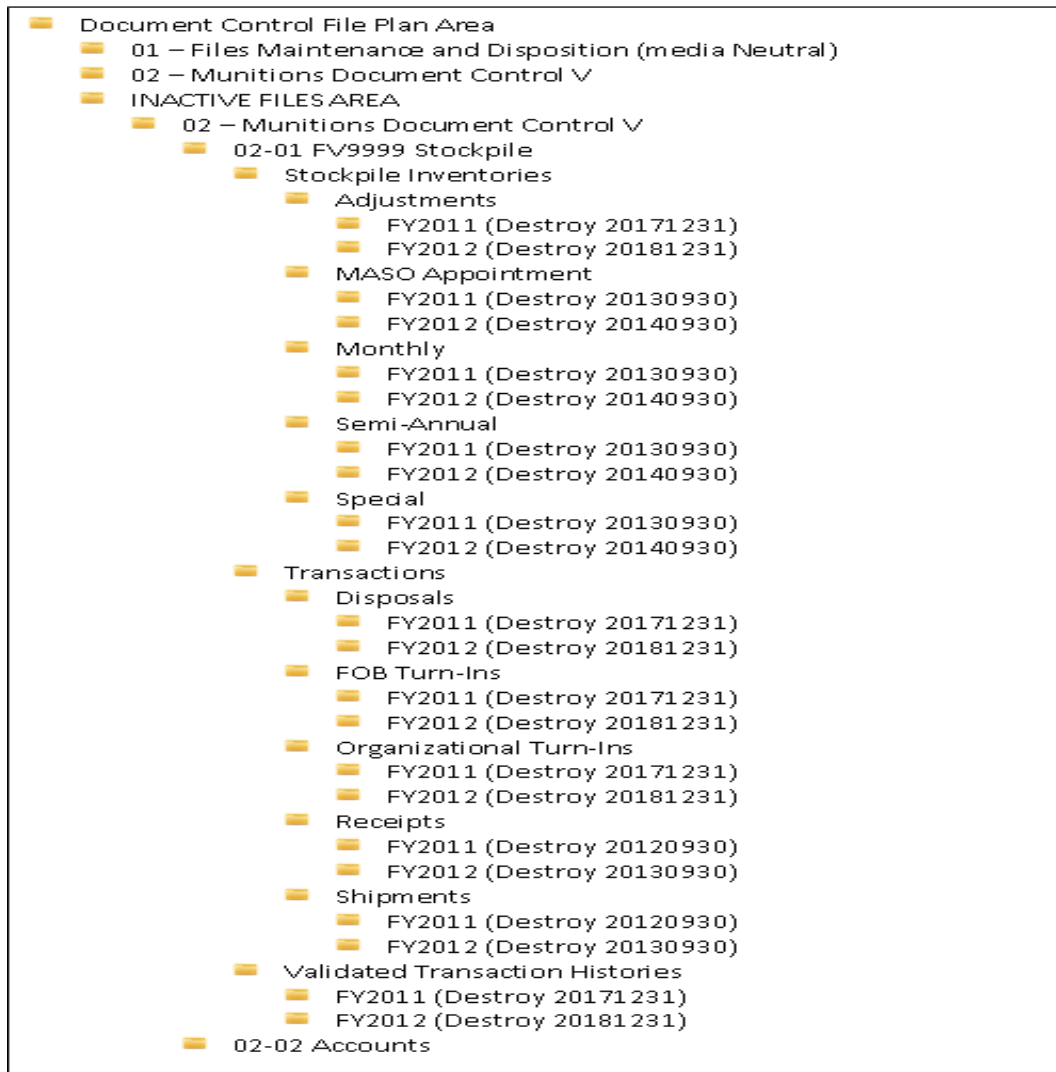 Document Control File Plan Area
01 – Files Maintenance and Disposition (media Neutral)
02 – Munitions Document Control V
INACTIVE FILES AREA
02 – Munitions Document Control V
02-01 FV9999 Stockpile
Stockpile Inventories
Adjustments
FY2011 (Destroy 20171231)
FY2012 (Destroy 20181231)
MASO Appointment
FY2011 (Destroy 20130930)
FY2012 (Destroy 20140930)
Monthly
FY2011 (Destroy 20130930)
FY2012 (Destroy 20140930)
Semi-Annual
FY2011 (Destroy 20130930)
FY2012 (Destroy 20140930)
Special
FY2011 (Destroy 20130930)
FY2012 (Destroy 20140930)
Transactions
Disposals
FY2011 (Destroy 20171231)
FY2012 (Destroy 20181231)
FOB Turn-Ins
FY2011 (Destroy 20171231)
FY2012 (Destroy 20181231)
Organizational Turn-Ins
FY2011 (Destroy 20171231)
FY2012 (Destroy 20181231)
Receipts
FY2011 (Destroy 20120930)
FY2012 (Destroy 20130930)
Shipments
FY2011 (Destroy 20120930)
FY2012 (Destroy 20130930)
Validated Transaction Histories
FY2011 (Destroy 20171231)
FY2012 (Destroy 20181231)
02-02 Accounts